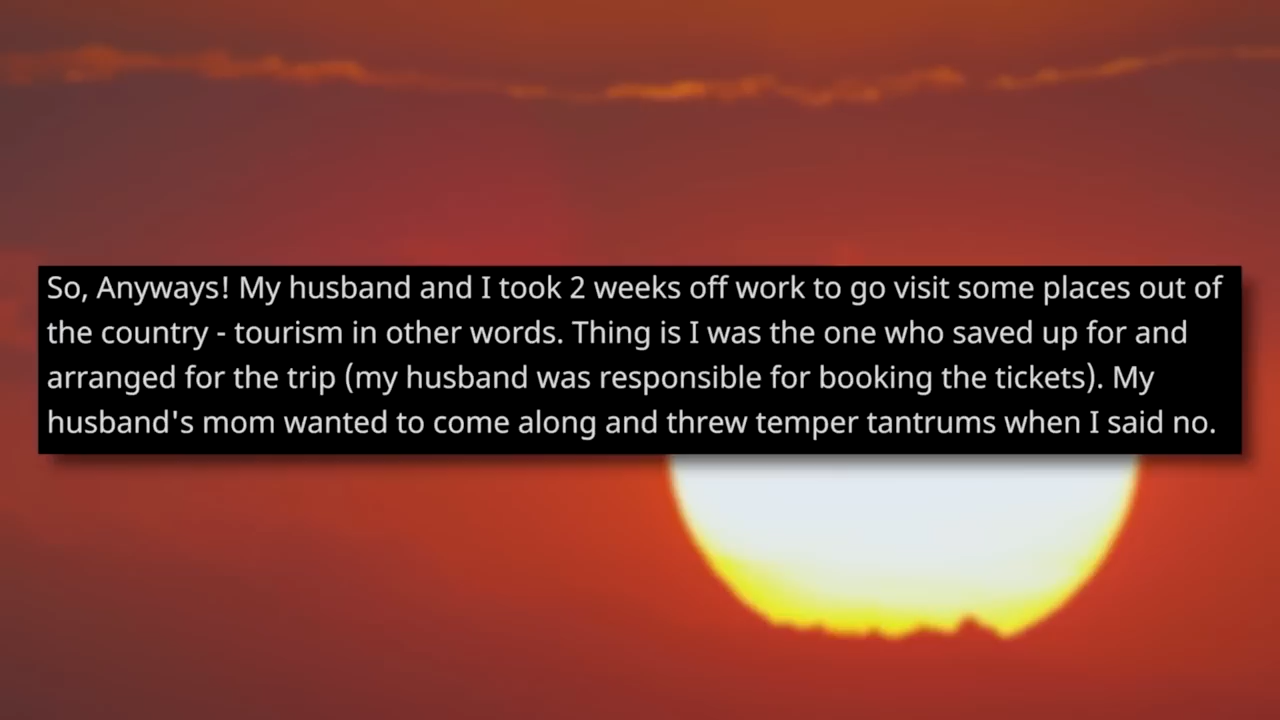 So, Anyways! My husband and I took 2 weeks off work to go visit some places out of
the country - tourism in other words. Thing is I was the one who saved up for and
arranged for the trip (my husband was responsible for booking the tickets). My
husband's mom wanted to come along and threw temper tantrums when I said no.